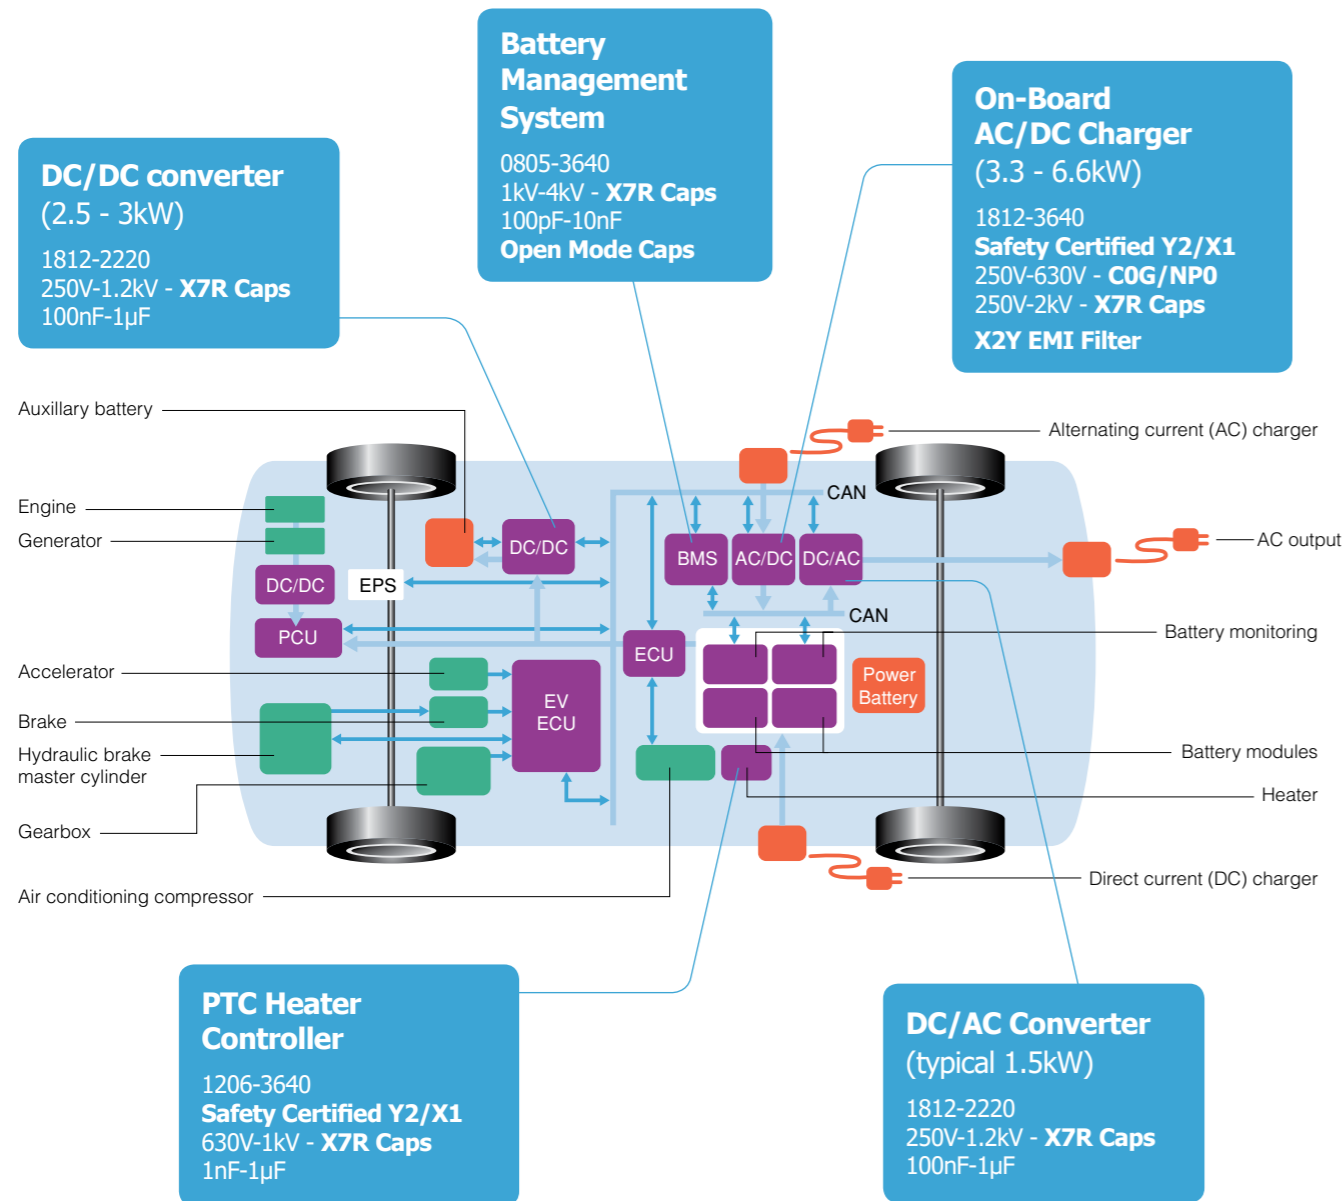 Battery
Management
System
0805-3640
1kV-4kV - X7R Caps
100pF-10nF
Open Mode Caps
On-Board
AC/DC Charger
(3.3 - 6.6kW)
1812-3640
Safety Certified Y2/X1
250V-630V - C0G/NP0
250V-2kV - X7R Caps
X2Y EMI Filter
DC/DC converter
(2.5 - 3kW)
1812-2220
250V-1.2kV - X7R Caps
100nF-1µF
Auxillary battery
Alternating current (AC) charger
Engine
Generator
CAN
DC/DC
BMS
AC/DC
DC/AC
AC output
DC/DC
EPS
CAN
PCU
ECU
Battery monitoring
Accelerator
Power
Battery
EV
ECU
Brake
Hydraulic brake
master cylinder
Battery modules
Heater
Gearbox
Direct current (DC) charger
Air conditioning compressor
PTC Heater
Controller
1206-3640
Safety Certified Y2/X1
630V-1kV - X7R Caps
1nF-1µF
DC/AC Converter
(typical 1.5kW)
1812-2220
250V-1.2kV - X7R Caps
100nF-1µF